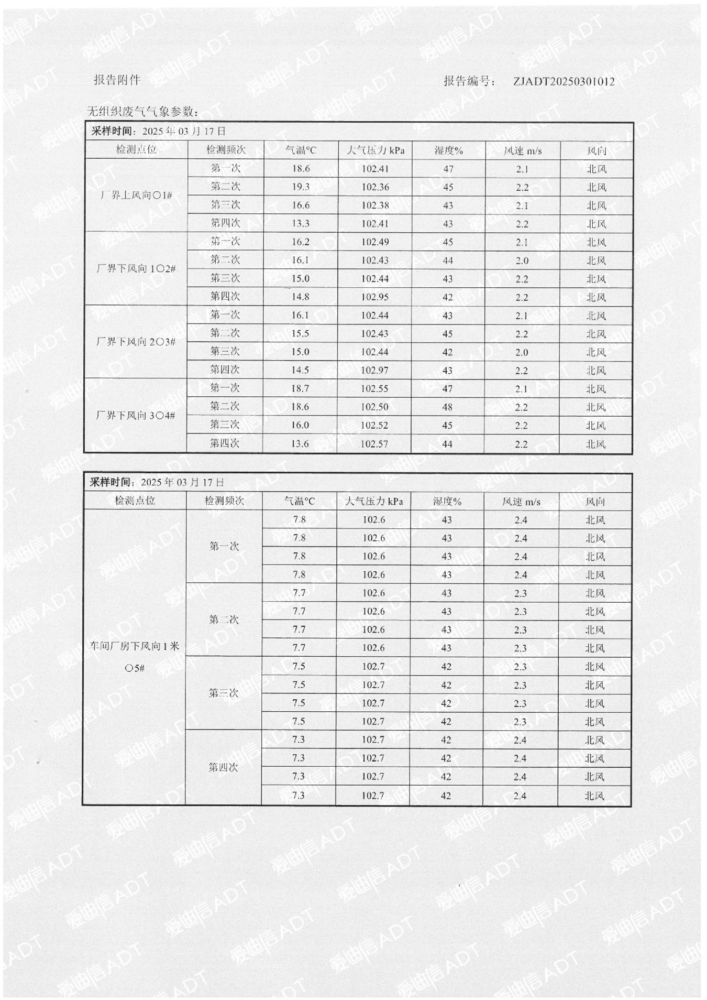 报告附件 报告编号： ZJADT20250301012
无组织废气气象参数：
采样时间：2025 年 03 月 17 日
检测点位 检测频次 气温°C 大气压力 kPa 湿度% 风速 m/s 风向
厂界上风向〇1#
第一次 18.6 102.41 47 2.1 北风
第二次 19.3 102.36 45 2.2 北风
第三次 16.6 102.38 43 2.1 北风
第四次 13.3 102.41 43 2.2 北风
厂界下风向 1〇2#
第一次 16.2 102.49 45 2.1 北风
第二次 16.1 102.43 44 2.0 北风
第三次 15.0 102.44 43 2.2 北风
第四次 14.8 102.95 42 2.2 北风
厂界下风向 2〇3#
第一次 16.1 102.44 43 2.1 北风
第二次 15.5 102.43 45 2.2 北风
第三次 15.0 102.44 42 2.0 北风
第四次 14.5 102.97 43 2.2 北风
厂界下风向 3〇4#
第一次 18.7 102.55 47 2.1 北风
第二次 18.6 102.50 48 2.2 北风
第三次 16.0 102.52 45 2.2 北风
第四次 13.6 102.57 44 2.2 北风
采样时间：2025 年 03 月 17 日
检测点位 检测频次 气温°C 大气压力 kPa 湿度% 风速 m/s 风向
车间厂房下风向 1 米
〇5#
第一次
7.8 102.6 43 2.4 北风
7.8 102.6 43 2.4 北风
7.8 102.6 43 2.4 北风
7.8 102.6 43 2.4 北风
第二次
7.7 102.6 43 2.3 北风
7.7 102.6 43 2.3 北风
7.7 102.6 43 2.3 北风
7.7 102.6 43 2.3 北风
第三次
7.5 102.7 42 2.3 北风
7.5 102.7 42 2.3 北风
7.5 102.7 42 2.3 北风
7.5 102.7 42 2.3 北风
第四次
7.3 102.7 42 2.4 北风
7.3 102.7 42 2.4 北风
7.3 102.7 42 2.4 北风
7.3 102.7 42 2.4 北风
爱迪信ADT